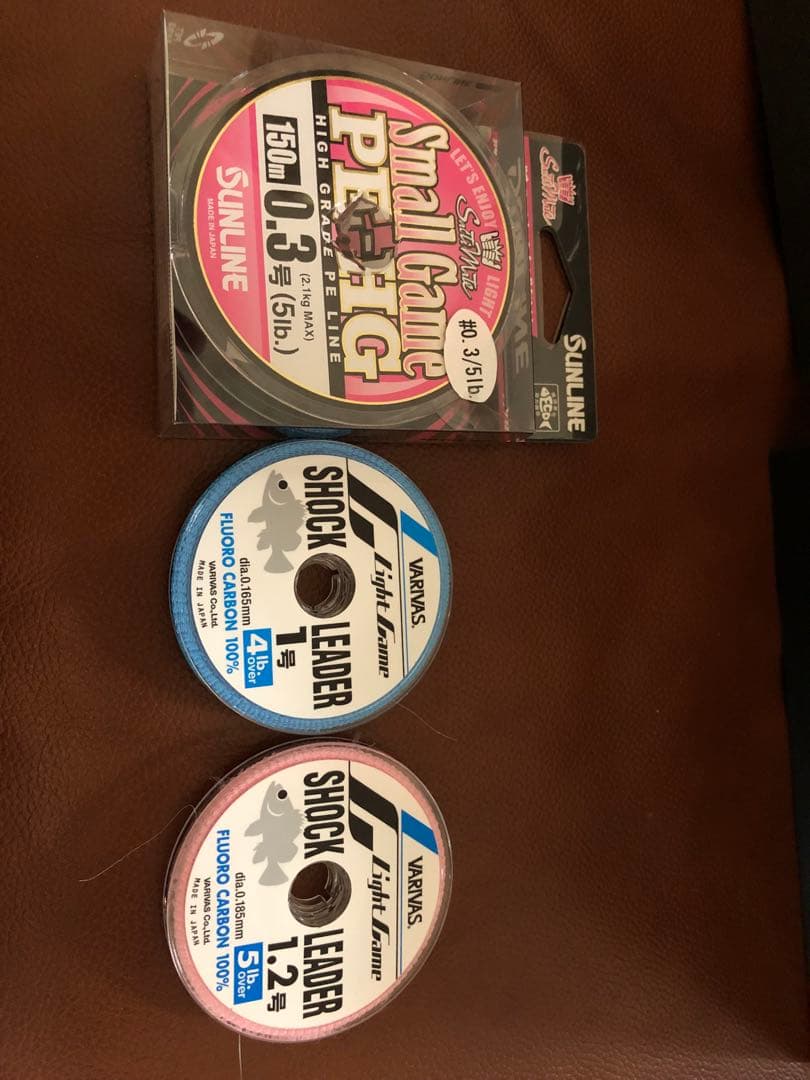 SUNLINE
SaltiMate
LET'S ENJOY LIGHT
SaltiMate
Small Game
PE-HG
HIGH GRADE PE LINE
150m 0.3号(5lb.)
(2.1kg MAX)
SUNLINE
MADE IN JAPAN
#0.3/5lb.
VARIVAS®
Light Game
SHOCK LEADER
1号
dia.0.165mm
4lb. over
FLUORO CARBON 100%
VARIVAS Co.,Ltd.
MADE IN JAPAN
VARIVAS®
Light Game
SHOCK LEADER
1.2号
dia.0.185mm
5lb. over
FLUORO CARBON 100%
VARIVAS Co.,Ltd.
MADE IN JAPAN